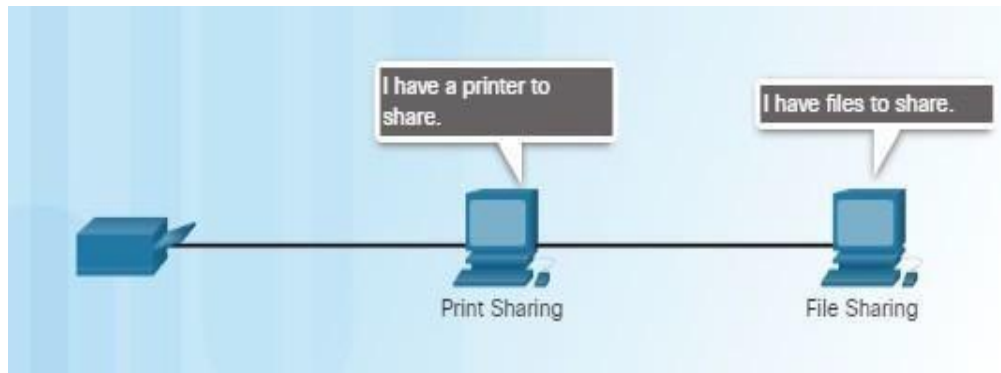 I have a printer to
share.
I have files to share.
Print Sharing
File Sharing